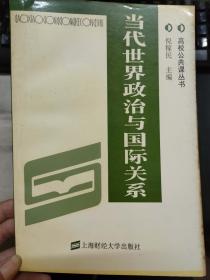 当代世界政治与国际关系
高校公共课丛书
倪稼民 主编
上海财经大学出版社